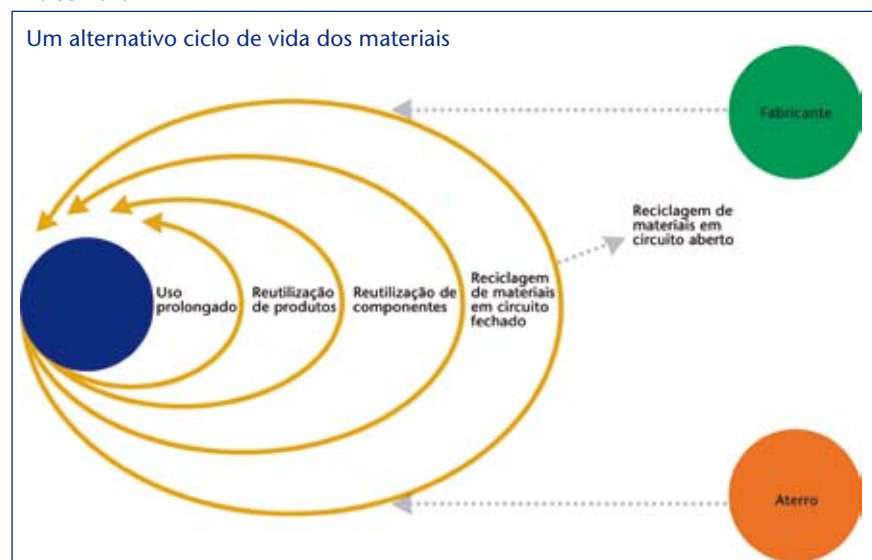 Um alternativo ciclo de vida dos materiais
Fabricante
Reciclagem de
materiais em
circuito aberto
Uso
prolongado
Reutilização
de produtos
Reutilização de
componentes
Reciclagem
de materiais
em circuito
fechado
Aterro